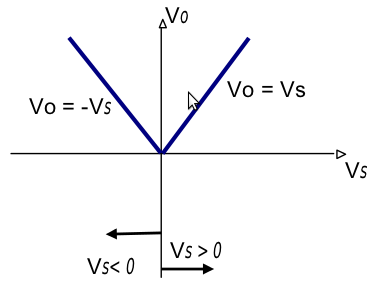 Vo
Vo = -Vs
Vo = Vs
Vs
Vs > 0
Vs< 0